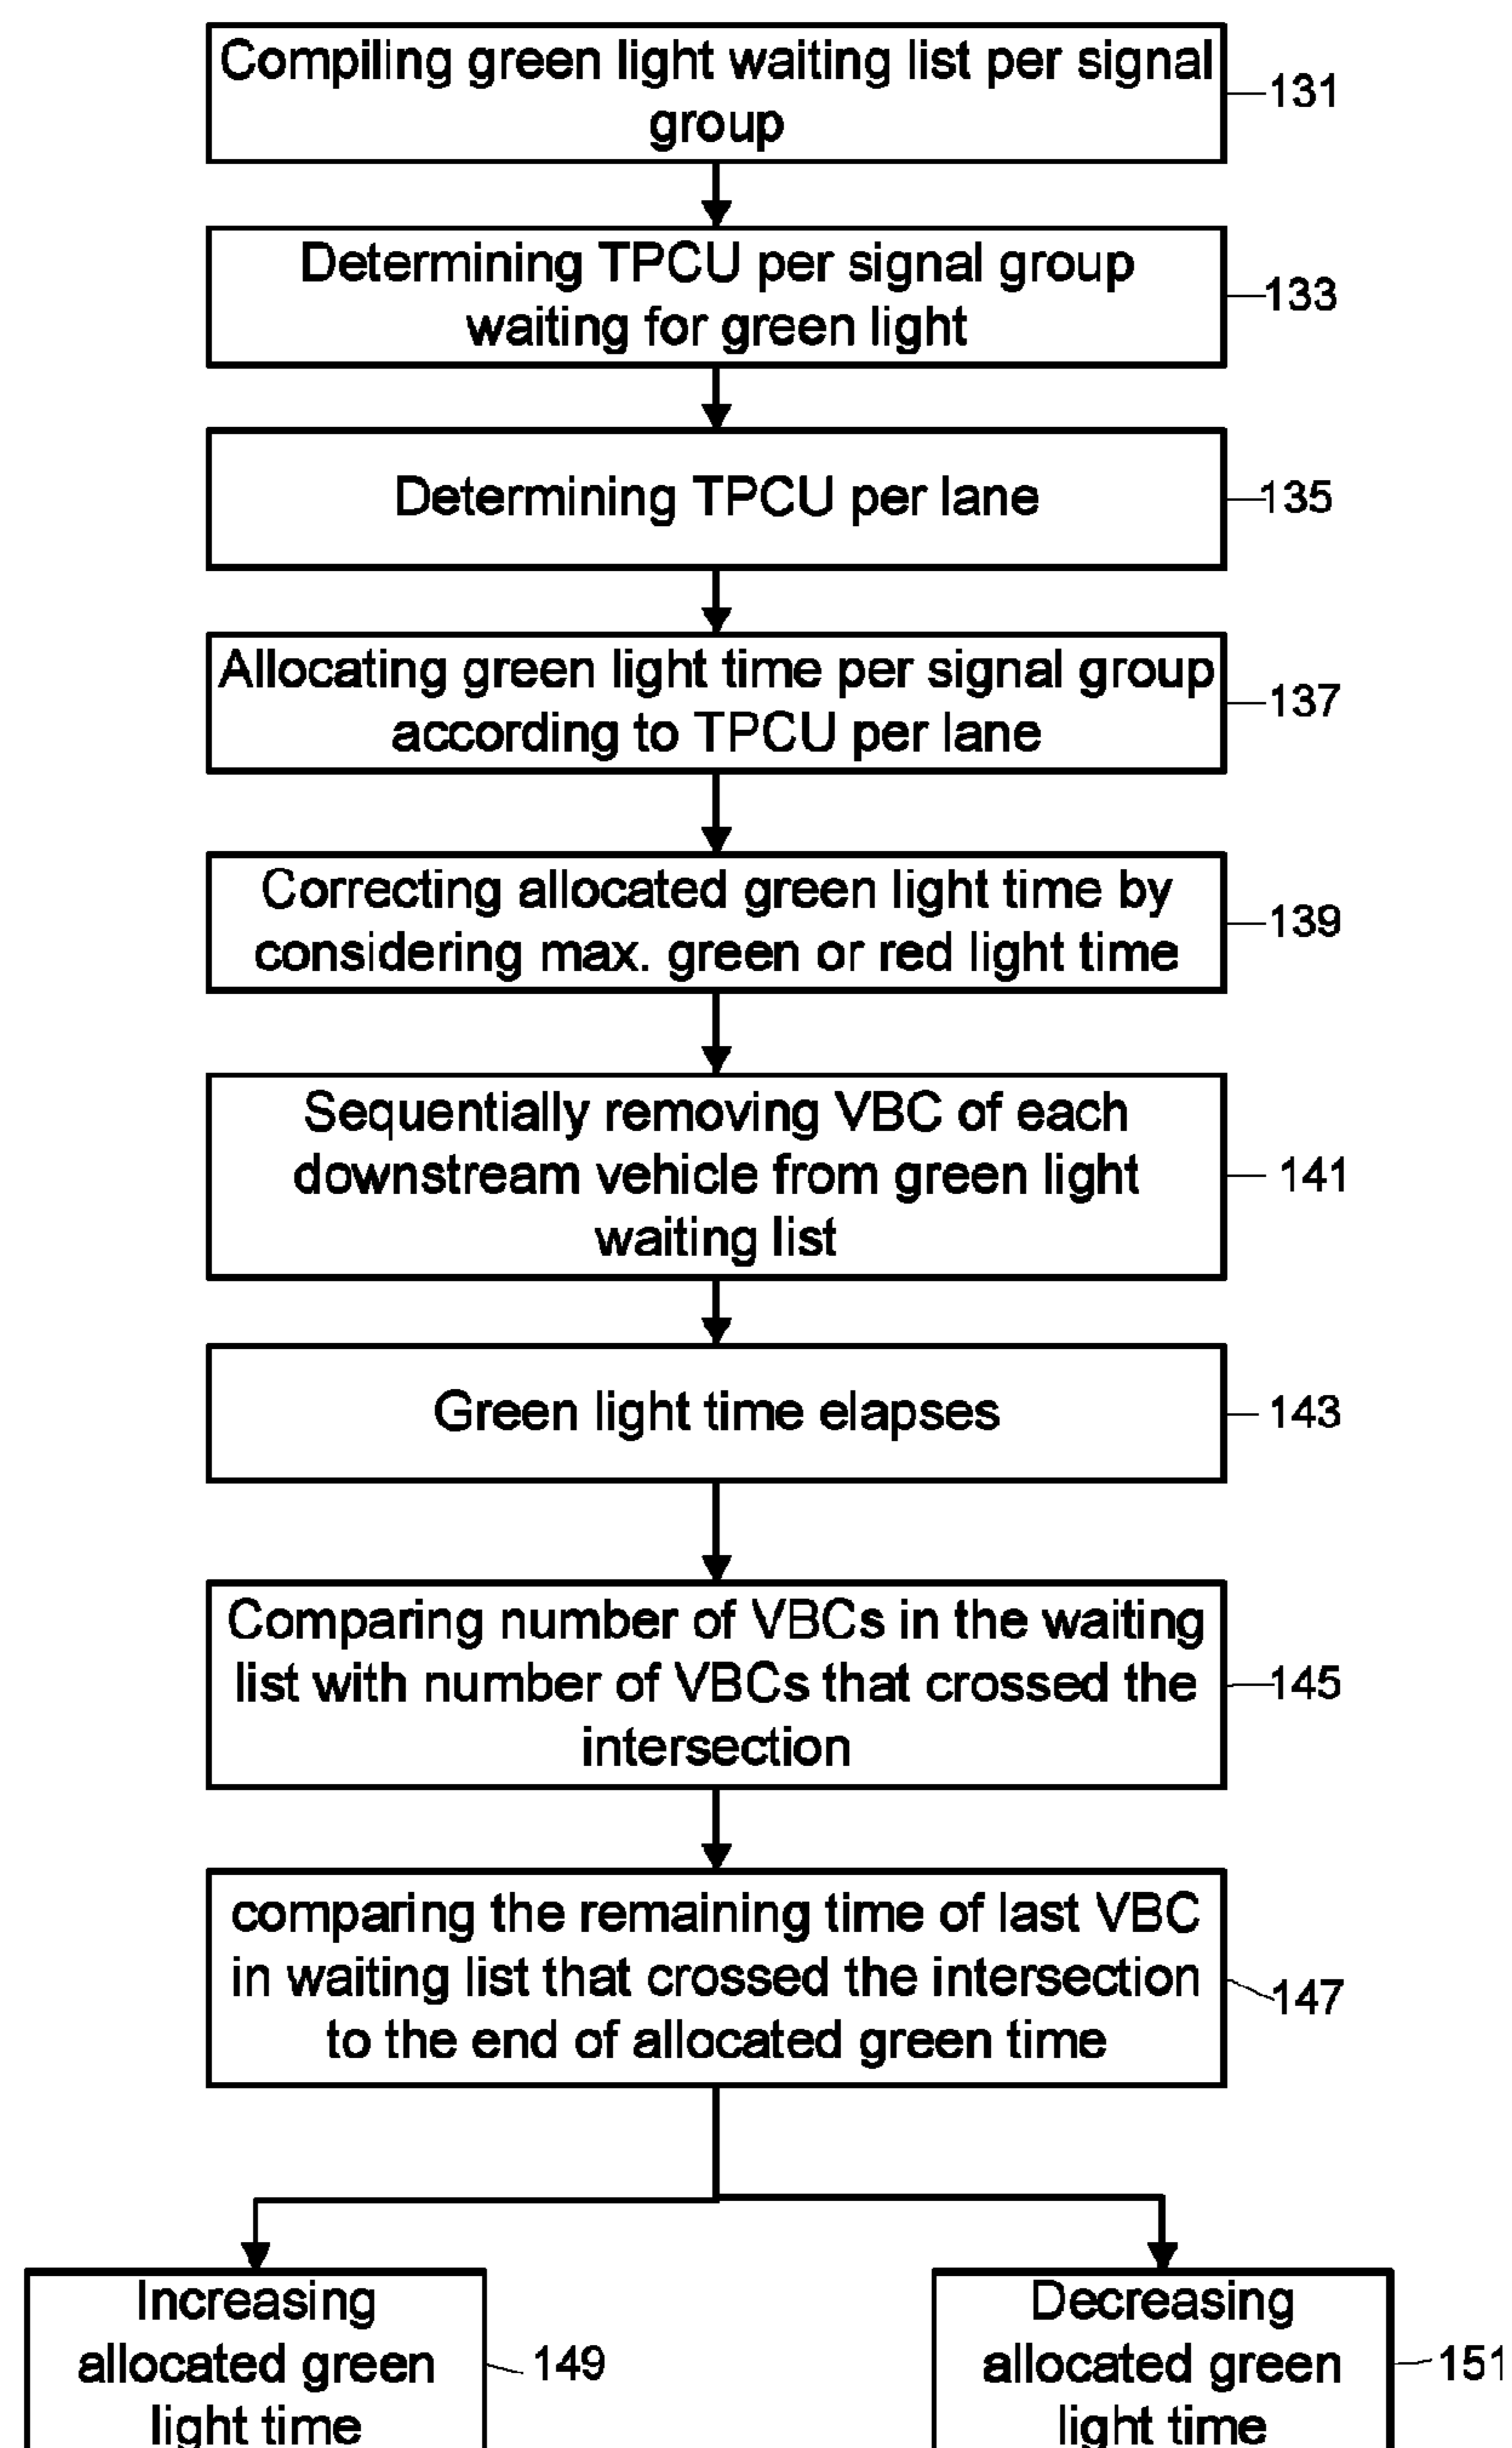 Compiling green light waiting list per signal
group
131
Determining TPCU per signal group
waiting for green light
133
Determining TPCU per lane
135
Allocating green light time per signal group
according to TPCU per lane
137
Correcting allocated green light time by
considering max. green or red light time
139
Sequentially removing VBC of each
downstream vehicle from green light
waiting list
141
Green light time elapses
143
Comparing number of VBCs in the waiting
list with number of VBCs that crossed the
intersection
145
comparing the remaining time of last VBC
in waiting list that crossed the intersection
to the end of allocated green time
147
Increasing
allocated green
light time
149
Decreasing
allocated green
light time
151